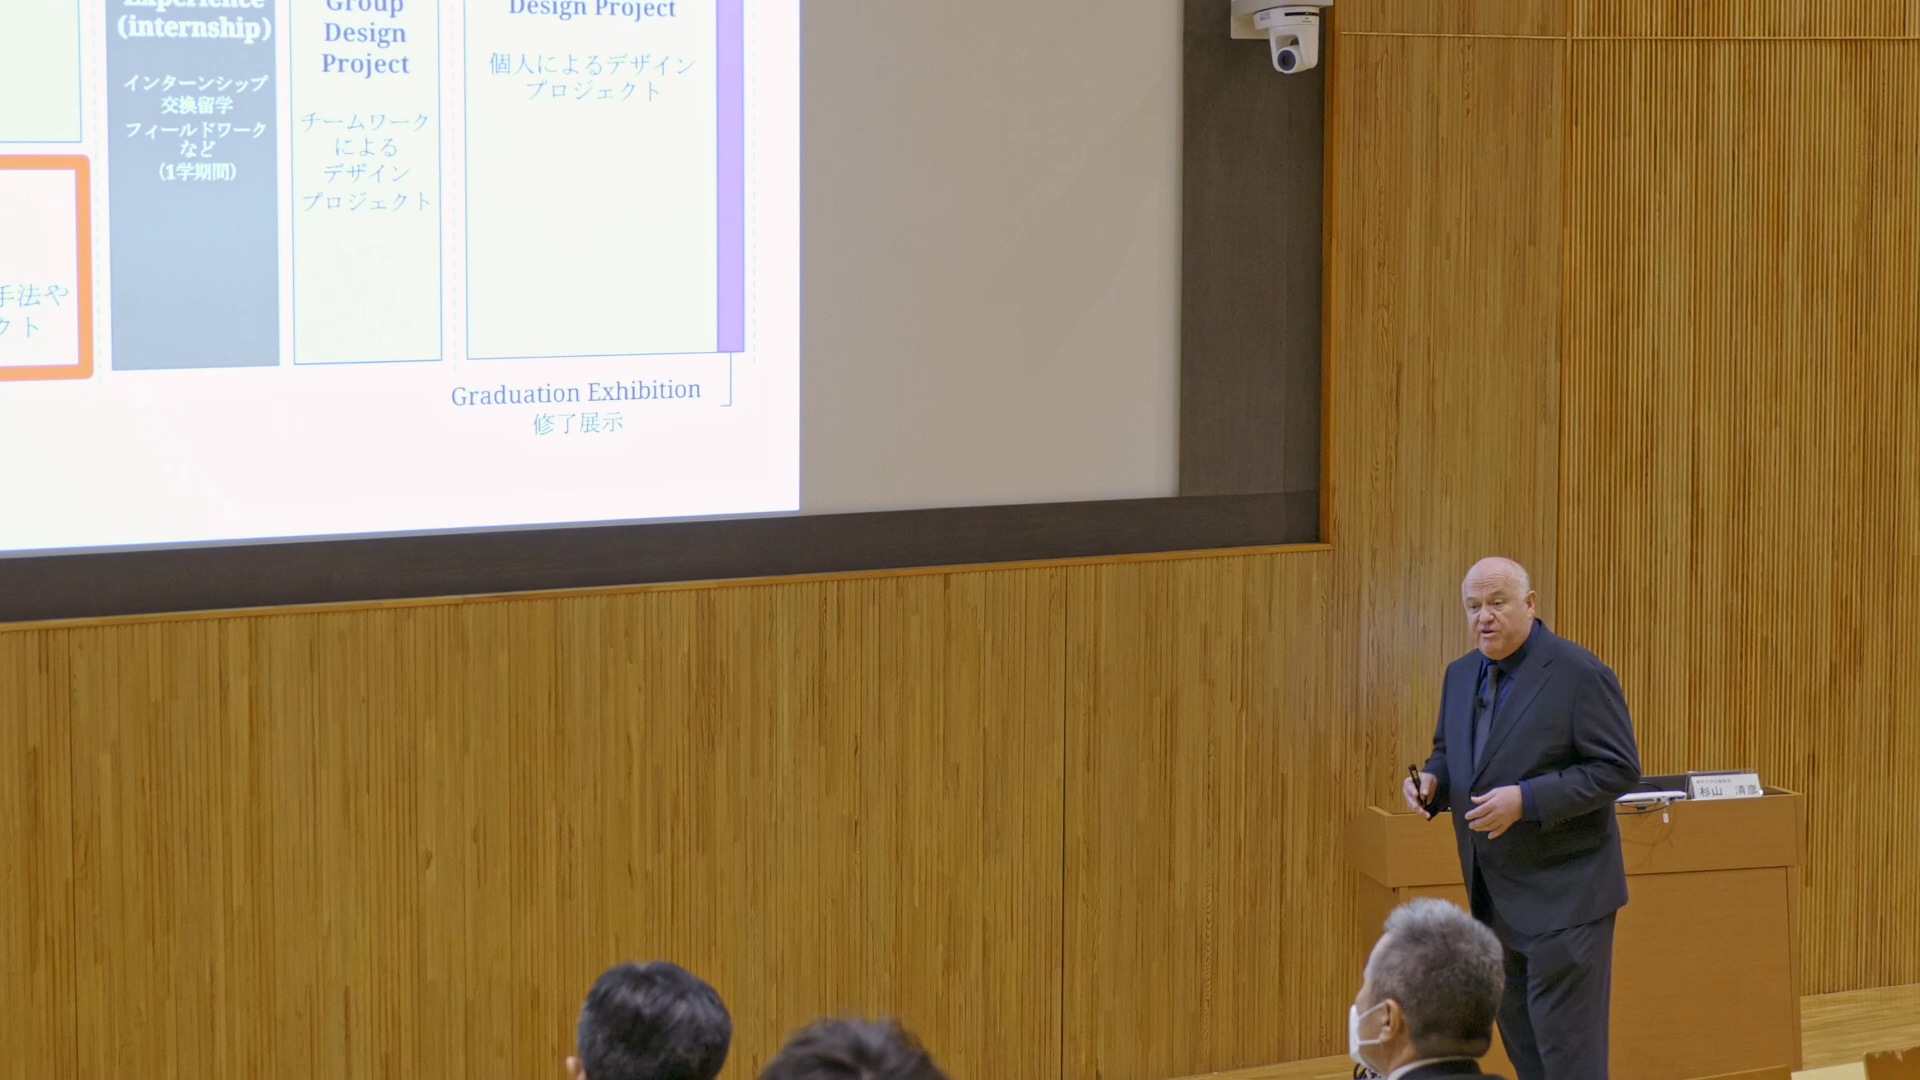 Experience
(internship)
インターンシップ
交換留学
フィールドワーク
など
(1学期間)
Group
Design
Project
チームワーク
による
デザイン
プロジェクト
Design Project
個人によるデザイン
プロジェクト
手法や
クト
Graduation Exhibition
修了展示
杉山 清彦